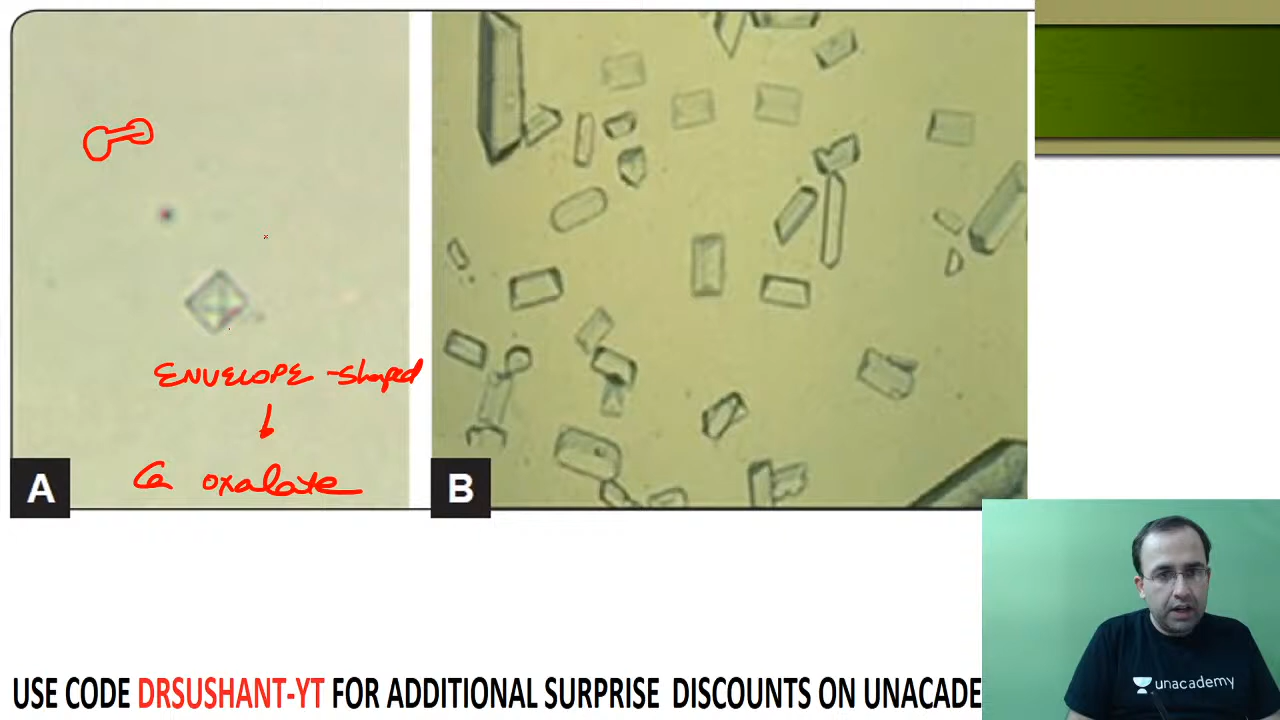 ENVELOPE-shaped
Ca oxalate
A
B
unacademy
USE CODE DRSUSHANT-YT FOR ADDITIONAL SURPRISE DISCOUNTS ON UNACADE